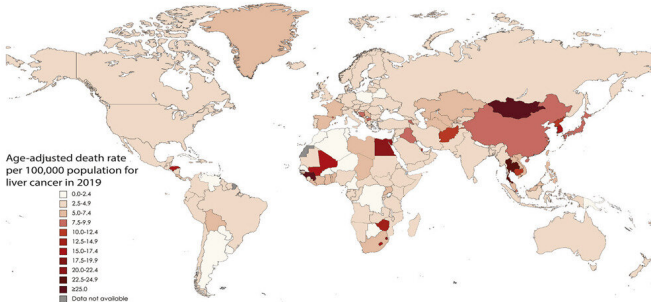 Age-adjusted death rate
per 100,000 population for
liver cancer in 2019
0.0-2.4
2.5-4.9
5.0-7.4
7.5-9.9
10.0-12.4
12.5-14.9
15.0-17.4
17.5-19.9
20.0-22.4
22.5-24.9
≥25.0
Data not available